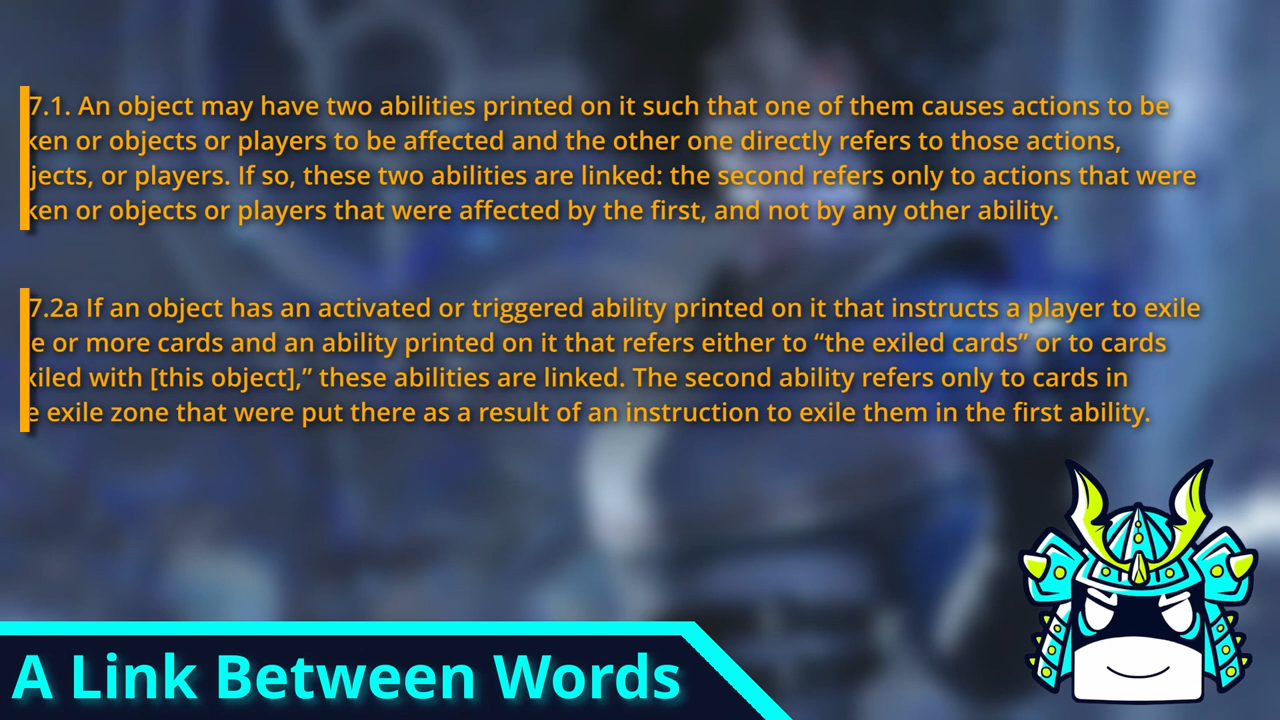 7.1. An object may have two abilities printed on it such that one of them causes actions to be
ken or objects or players to be affected and the other one directly refers to those actions,
jects, or players. If so, these two abilities are linked: the second refers only to actions that were
ken or objects or players that were affected by the first, and not by any other ability.
7.2a If an object has an activated or triggered ability printed on it that instructs a player to exile
e or more cards and an ability printed on it that refers either to “the exiled cards” or to cards
xiled with [this object],” these abilities are linked. The second ability refers only to cards in
e exile zone that were put there as a result of an instruction to exile them in the first ability.
A Link Between Words